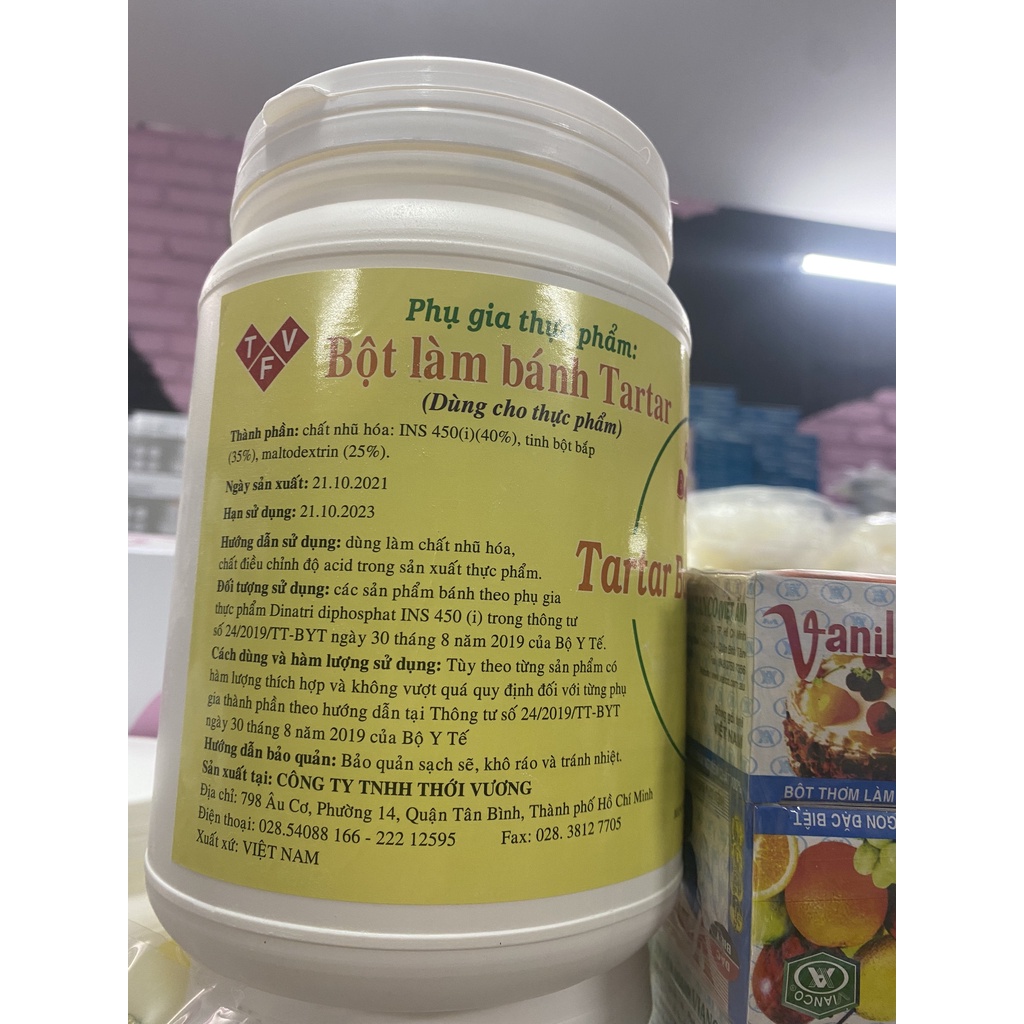 TFV
Phụ gia thực phẩm:
Bột làm bánh Tartar
(Dùng cho thực phẩm)
Thành phần: chất nhũ hóa: INS 450(i)(40%), tinh bột bắp
(35%), maltodextrin (25%).
Ngày sản xuất: 21.10.2021
Hạn sử dụng: 21.10.2023
Hướng dẫn sử dụng: dùng làm chất nhũ hóa,
chất điều chỉnh độ acid trong sản xuất thực phẩm.
Đối tượng sử dụng: các sản phẩm bánh theo phụ gia
thực phẩm Dinatri diphosphat INS 450 (i) trong thông tư
số 24/2019/TT-BYT ngày 30 tháng 8 năm 2019 của Bộ Y Tế.
Cách dùng và hàm lượng sử dụng: Tùy theo từng sản phẩm có
hàm lượng thích hợp và không vượt quá quy định đối với từng phụ
gia thành phần theo hướng dẫn tại Thông tư số 24/2019/TT-BYT
ngày 30 tháng 8 năm 2019 của Bộ Y Tế
Hướng dẫn bảo quản: Bảo quản sạch sẽ, khô ráo và tránh nhiệt.
Sản xuất tại: CÔNG TY TNHH THỚI VƯƠNG
Địa chỉ: 798 Âu Cơ, Phường 14, Quận Tân Bình, Thành phố Hồ Chí Minh
Điện thoại: 028.54088 166 - 222 12595 Fax: 028. 3812 7705
Xuất xứ: VIỆT NAM
Tartar
Vanil
BỘT THƠM LÀM
GON ĐẶC BIỆT
VIỆT NAM
IANCO